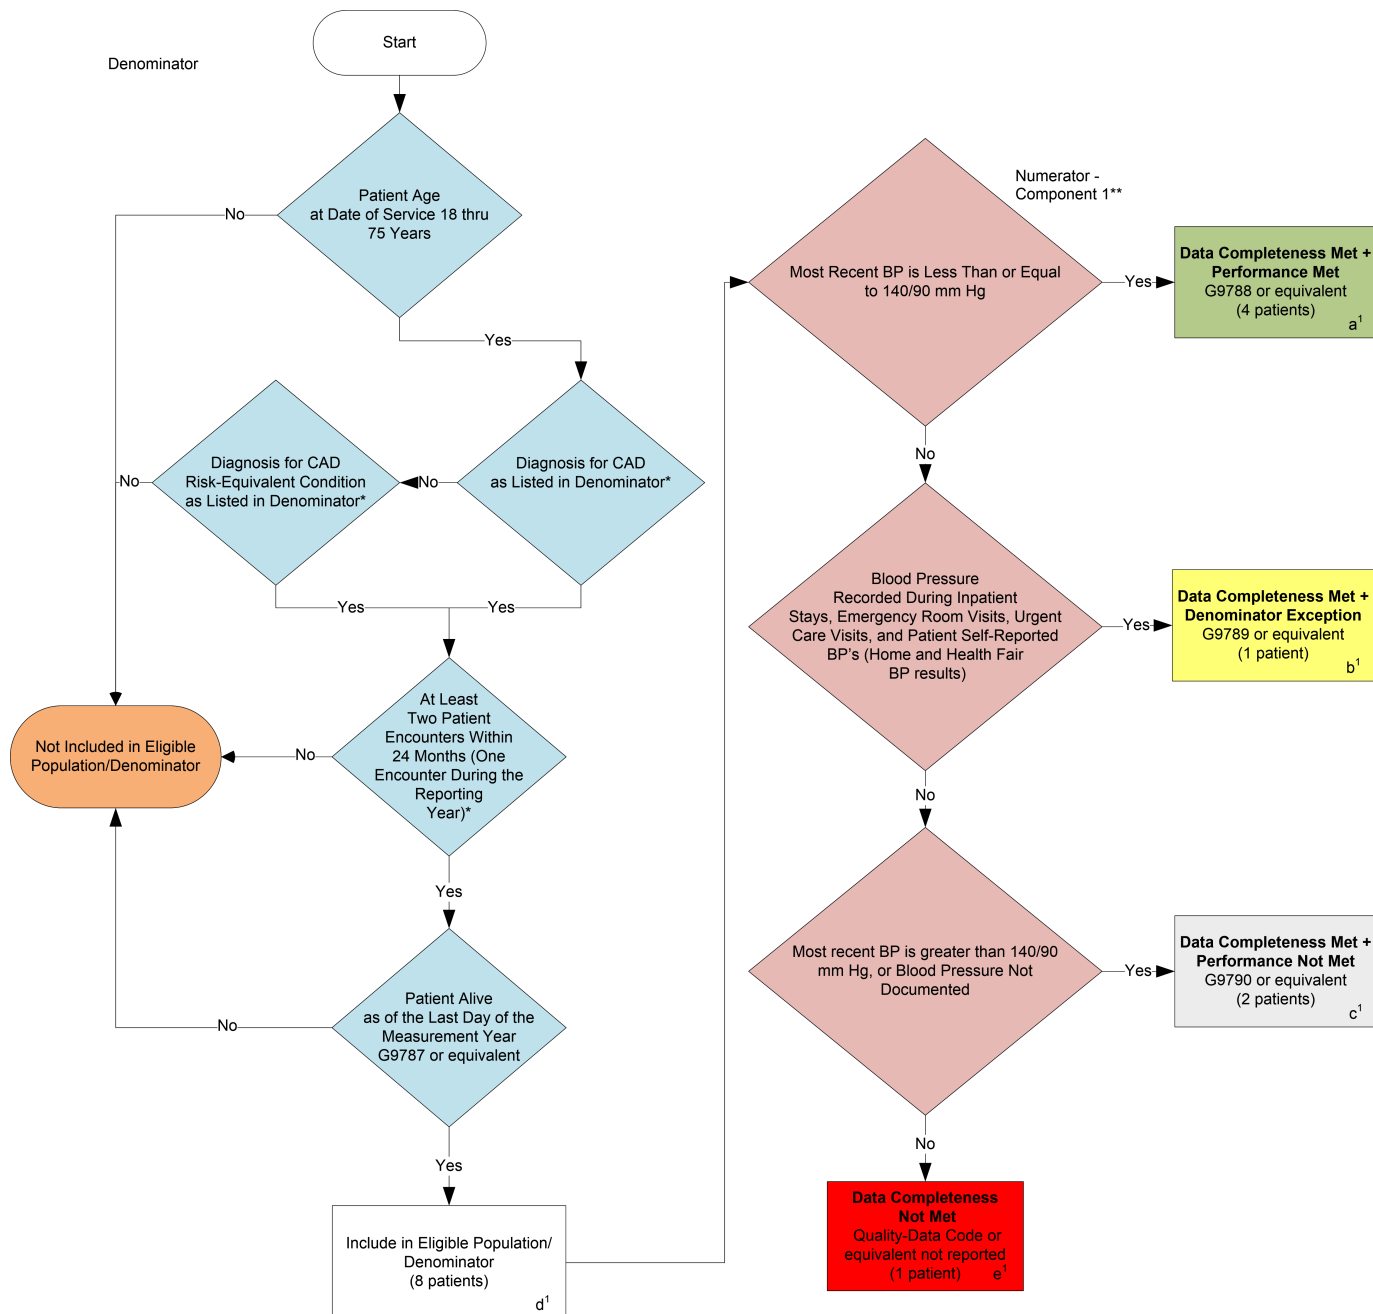 Start
Denominator
Patient Age
at Date of Service 18 thru
75 Years
No
Yes
Diagnosis for CAD
Risk-Equivalent Condition
as Listed in Denominator*
No
No
Diagnosis for CAD
as Listed in Denominator*
Yes
Yes
At Least
Two Patient
Encounters Within
24 Months (One
Encounter During the
Reporting
Year)*
No
Not Included in Eligible
Population/Denominator
Yes
Patient Alive
as of the Last Day of the
Measurement Year
G9787 or equivalent
No
Yes
Include in Eligible Population/
Denominator
(8 patients)
d¹
Numerator -
Component 1**
Most Recent BP is Less Than or Equal
to 140/90 mm Hg
Yes
Data Completeness Met +
Performance Met
G9788 or equivalent
(4 patients)
a¹
No
Blood Pressure
Recorded During Inpatient
Stays, Emergency Room Visits, Urgent
Care Visits, and Patient Self-Reported
BP's (Home and Health Fair
BP results)
Yes
Data Completeness Met +
Denominator Exception
G9789 or equivalent
(1 patient)
b¹
No
Most recent BP is greater than 140/90
mm Hg, or Blood Pressure Not
Documented
Yes
Data Completeness Met +
Performance Not Met
G9790 or equivalent
(2 patients)
c¹
No
Data Completeness
Not Met
Quality-Data Code or
equivalent not reported
(1 patient) e¹